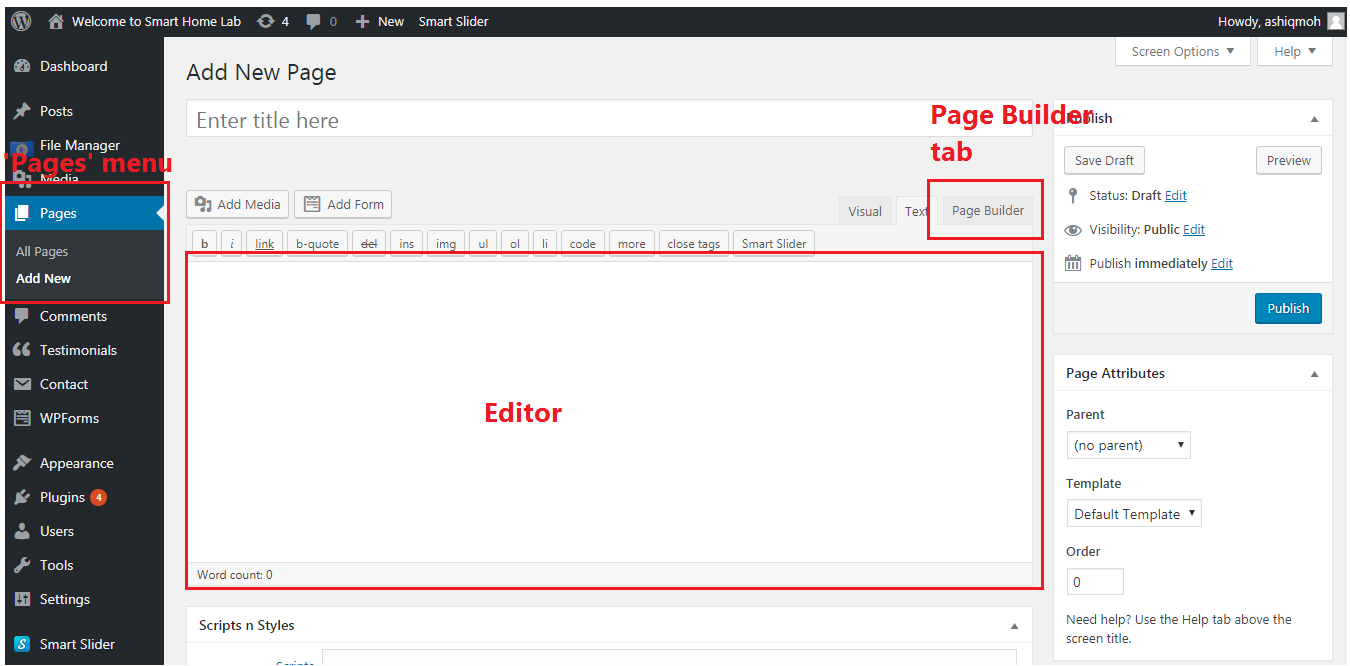 Welcome to Smart Home Lab 4 0 New Smart Slider Howdy, ashiqmoh
Screen Options Help
Dashboard
Posts
File Manager
'Pages' menu
Media
Pages
All Pages
Add New
Comments
Testimonials
Contact
WPForms
Appearance
Plugins 4
Users
Tools
Settings
Smart Slider
Add New Page
Enter title here
Page Builder
tab
Add Media Add Form
Visual Text Page Builder
b i link b-quote del ins img ul ol li code more close tags Smart Slider
Editor
Word count: 0
Scripts n Styles
Scripts
Publish
Save Draft Preview
Status: Draft Edit
Visibility: Public Edit
Publish immediately Edit
Publish
Page Attributes
Parent
(no parent)
Template
Default Template
Order
0
Need help? Use the Help tab above the
screen title.